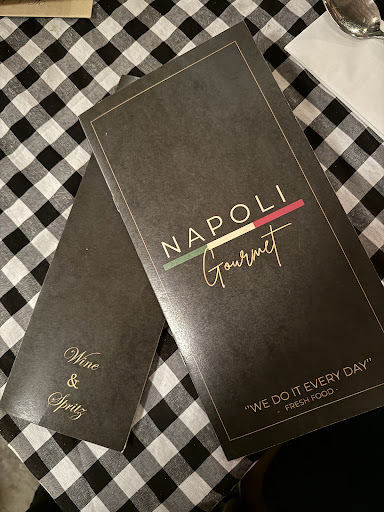 NAPOLI
Gourmet
"WE DO IT EVERY DAY"
- FRESH FOOD -
Wine
&
Spritz